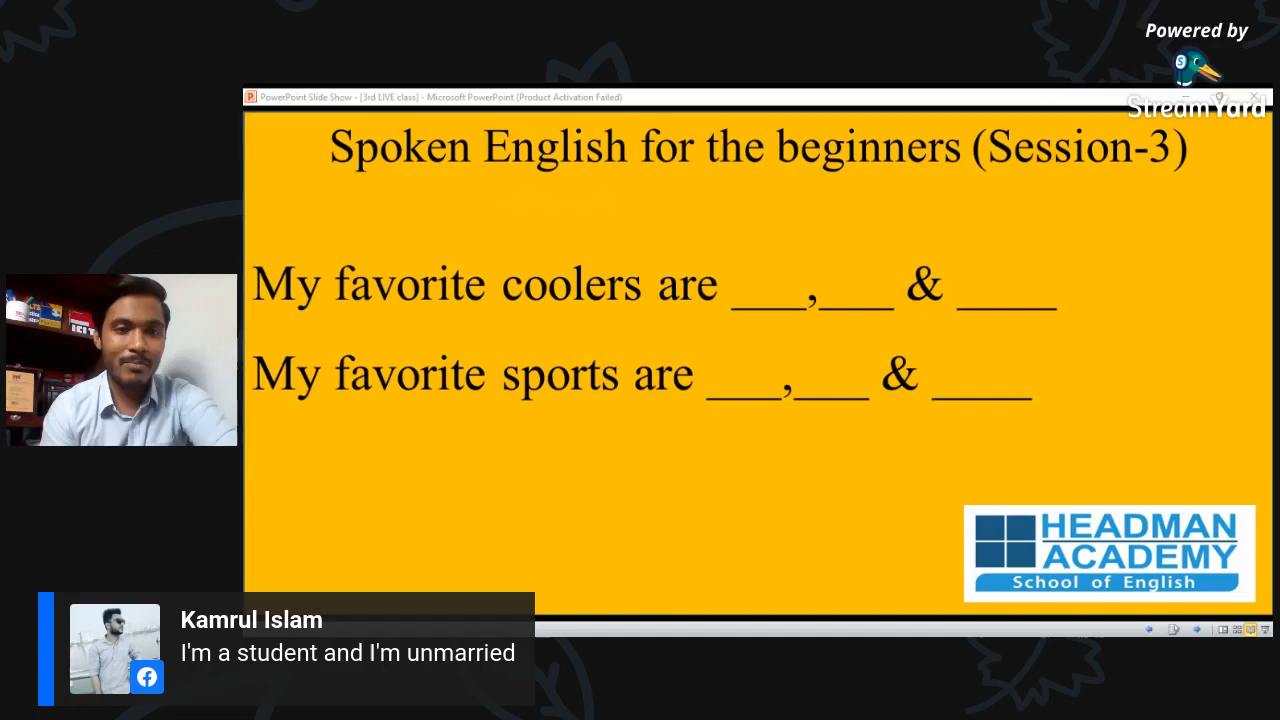 Powered by
StreamYard
PowerPoint Slide Show - [3rd LIVE class] - Microsoft PowerPoint (Product Activation Failed)
Spoken English for the beginners (Session-3)
My favorite coolers are ___,___ & ____
My favorite sports are ___,___ & ____
HEADMAN
ACADEMY
School of English
Kamrul Islam
I'm a student and I'm unmarried